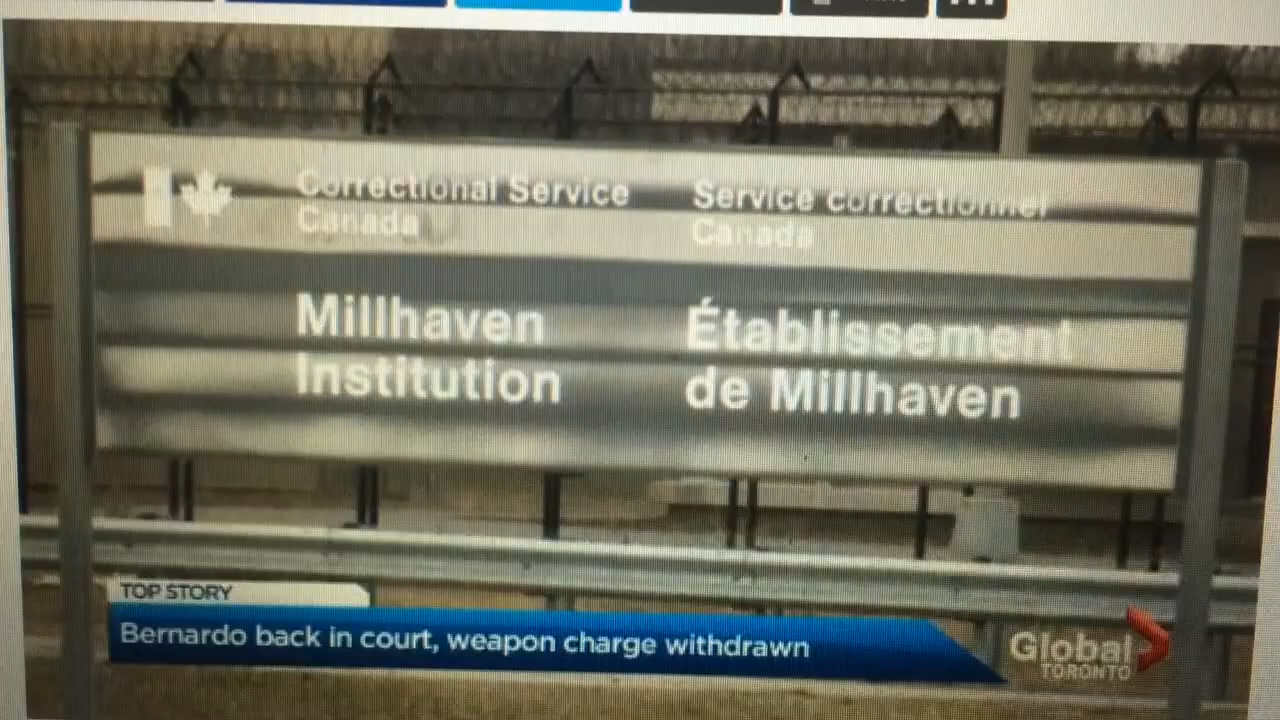 Correctional Service
Canada
Service correctionnel
Canada
Millhaven
Institution
Établissement
de Millhaven
TOP STORY
Bernardo back in court, weapon charge withdrawn
Global
TORONTO